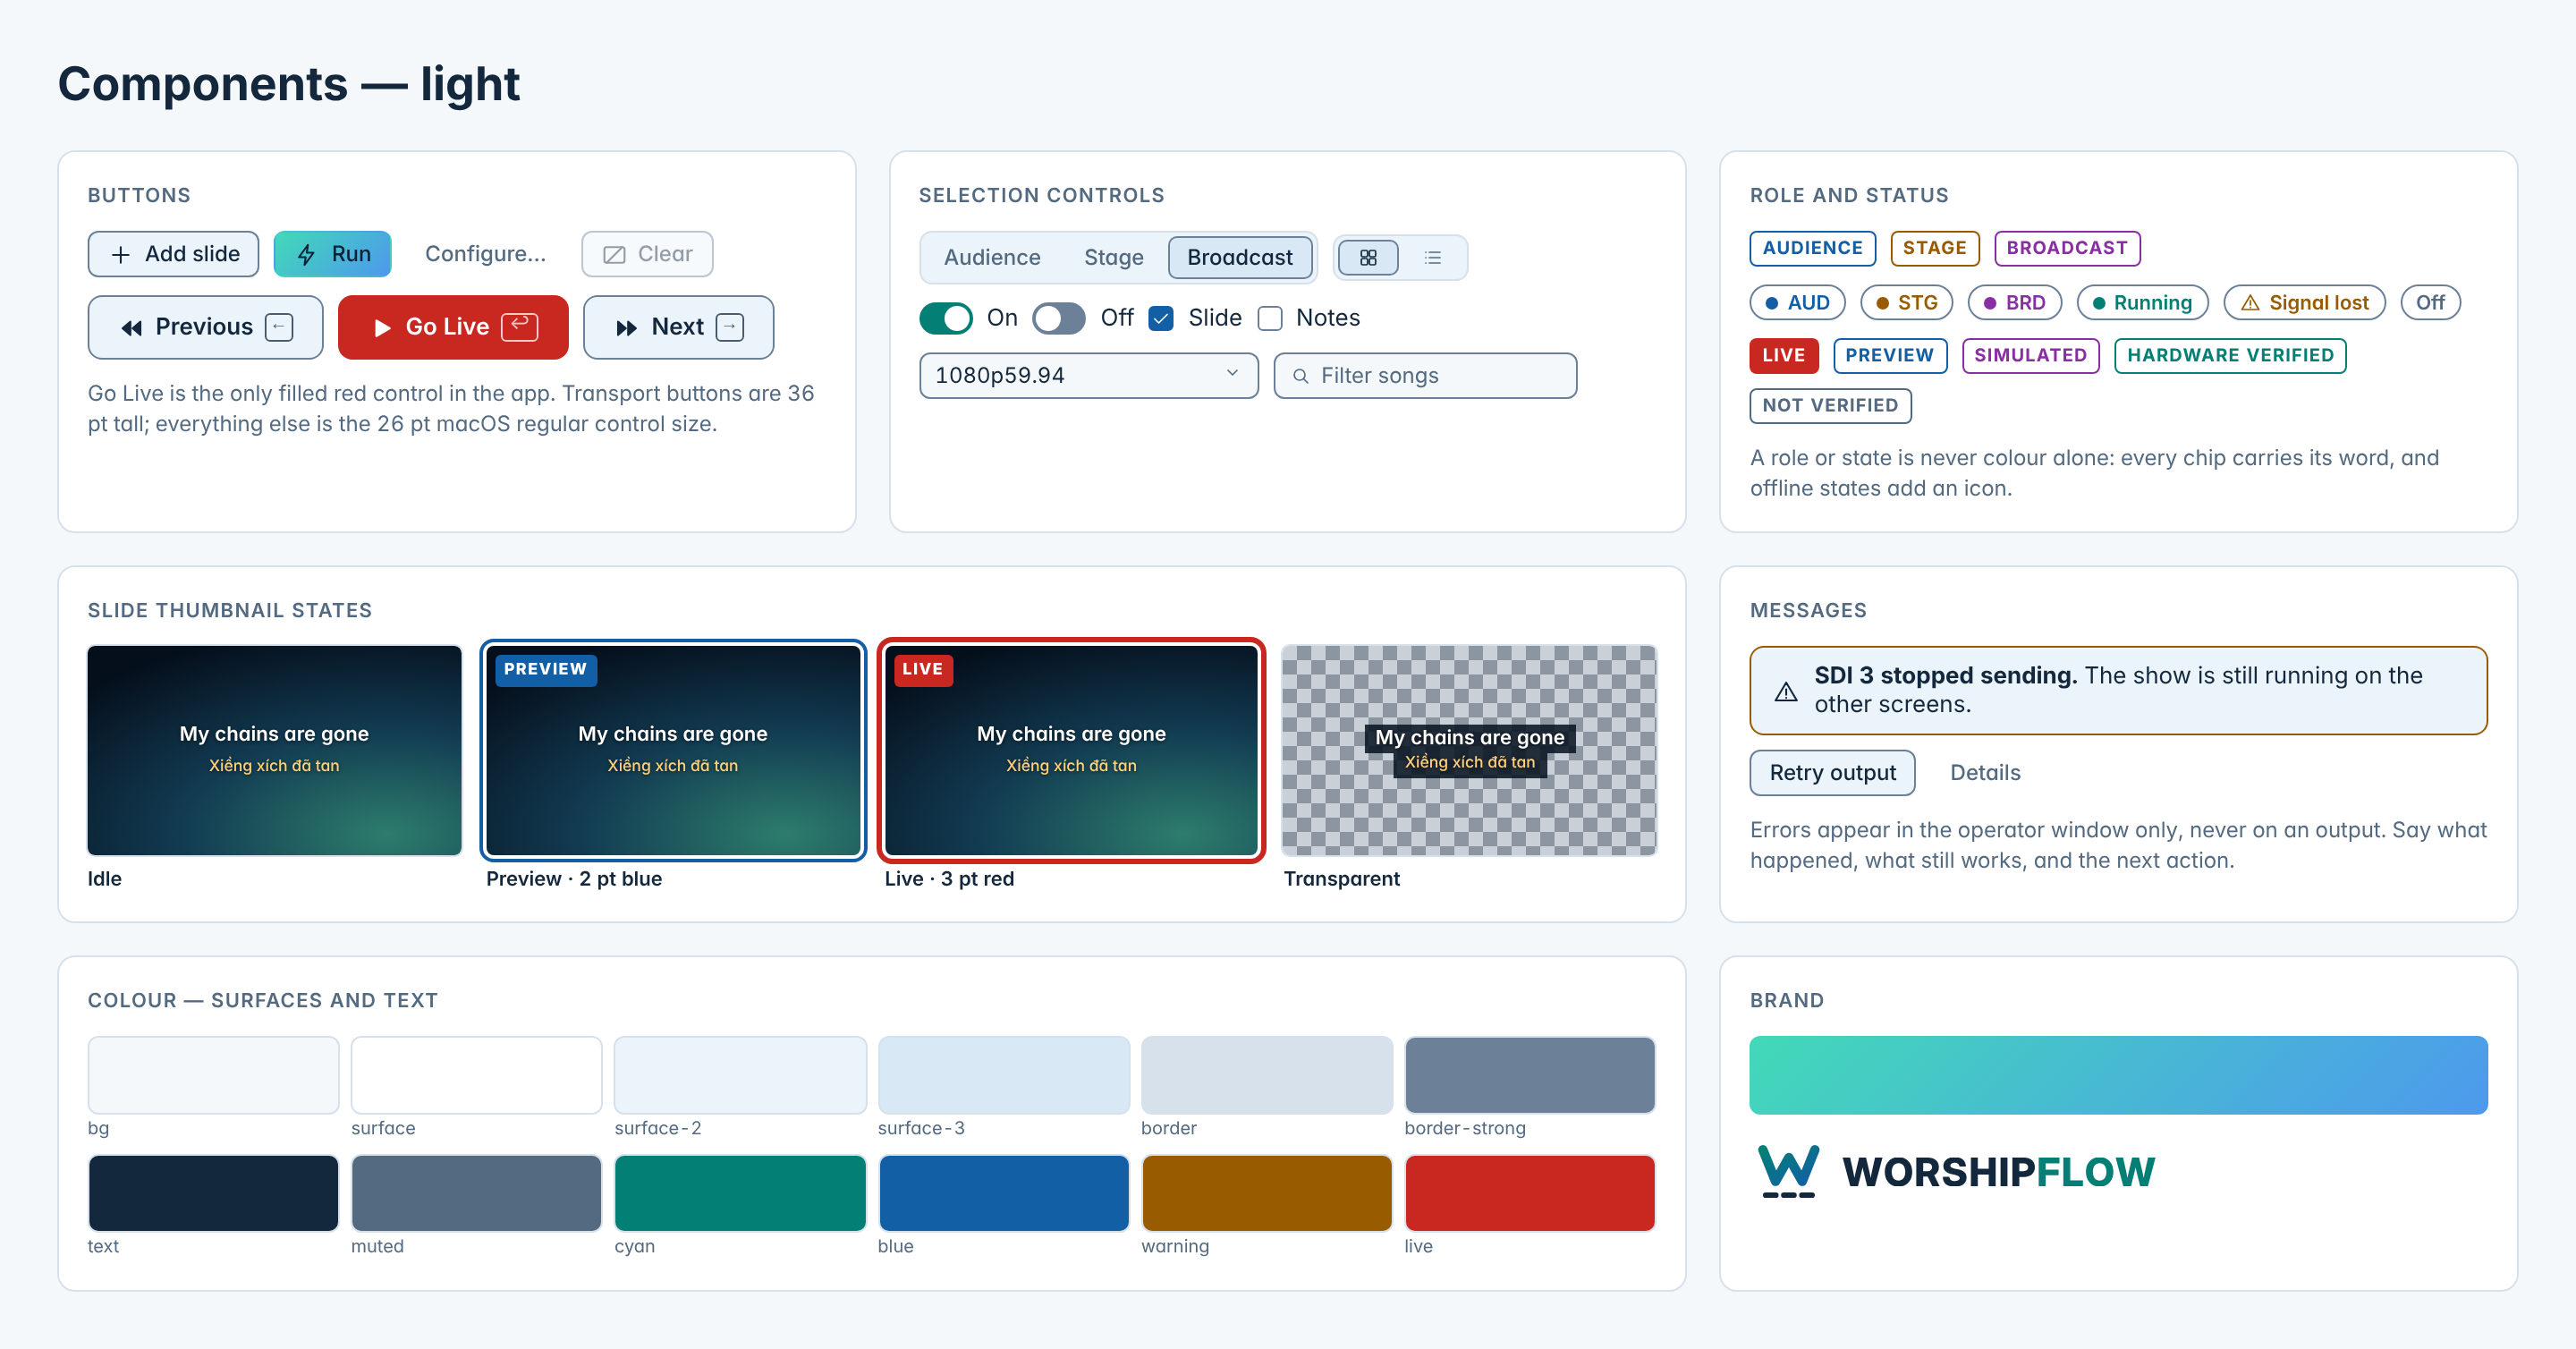 Components — light
BUTTONS
Add slide
Run
Configure...
Clear
Previous ←
Go Live
Next →
Go Live is the only filled red control in the app. Transport buttons are 36
pt tall; everything else is the 26 pt macOS regular control size.
SELECTION CONTROLS
Audience Stage Broadcast
On Off Slide Notes
1080p59.94
Filter songs
ROLE AND STATUS
AUDIENCE STAGE BROADCAST
AUD STG BRD Running Signal lost Off
LIVE PREVIEW SIMULATED HARDWARE VERIFIED
NOT VERIFIED
A role or state is never colour alone: every chip carries its word, and
offline states add an icon.
SLIDE THUMBNAIL STATES
My chains are gone
Xiềng xích đã tan
Idle
PREVIEW
My chains are gone
Xiềng xích đã tan
Preview · 2 pt blue
LIVE
My chains are gone
Xiềng xích đã tan
Live · 3 pt red
My chains are gone
Xiềng xích đã tan
Transparent
MESSAGES
SDI 3 stopped sending. The show is still running on the
other screens.
Retry output Details
Errors appear in the operator window only, never on an output. Say what
happened, what still works, and the next action.
COLOUR — SURFACES AND TEXT
bg surface surface-2 surface-3 border border-strong
text muted cyan blue warning live
BRAND
WORSHIPFLOW